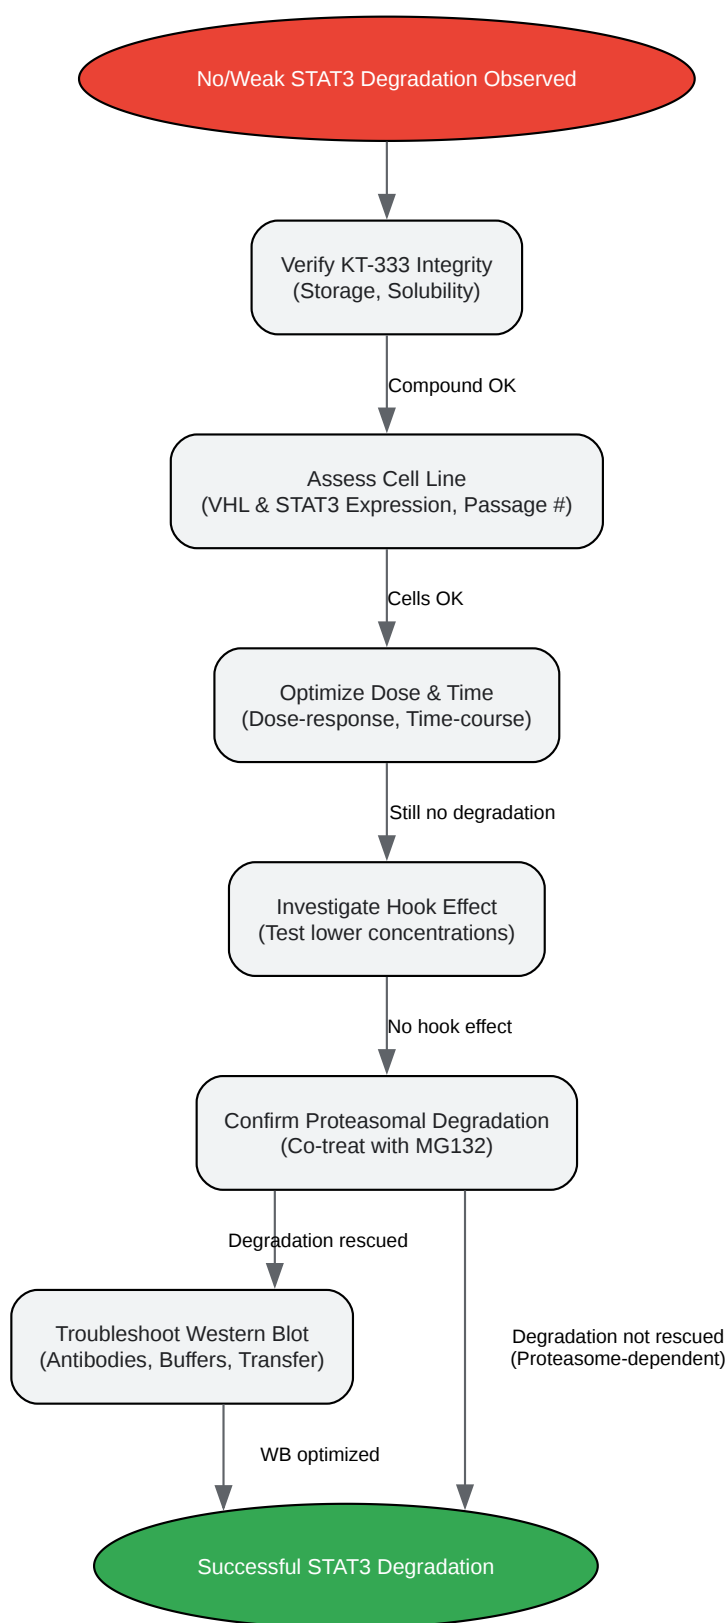 No/Weak STAT3 Degradation Observed
Verify KT-333 Integrity
(Storage, Solubility)
Compound OK
Assess Cell Line
(VHL & STAT3 Expression, Passage #)
Cells OK
Optimize Dose & Time
(Dose-response, Time-course)
Still no degradation
Investigate Hook Effect
(Test lower concentrations)
No hook effect
Confirm Proteasomal Degradation
(Co-treat with MG132)
Degradation rescued
Troubleshoot Western Blot
(Antibodies, Buffers, Transfer)
Degradation not rescued
(Proteasome-dependent)
WB optimized
Successful STAT3 Degradation